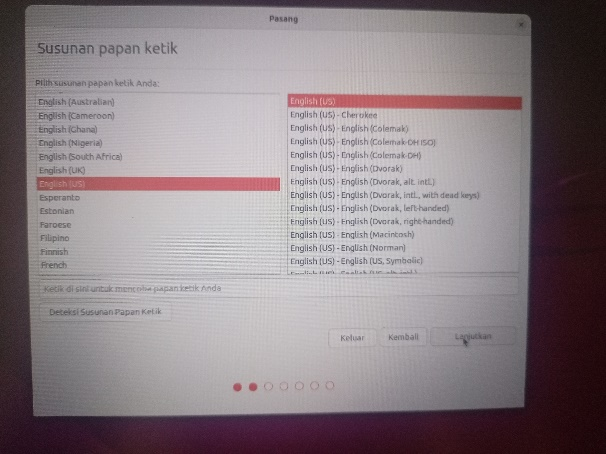 Pasang
Susunan papan ketik
Pilih susunan papan ketik Anda:
English (Australian)
English (Cameroon)
English (Ghana)
English (Nigeria)
English (South Africa)
English (UK)
English (US)
Esperanto
Estonian
Faroese
Filipino
Finnish
French
English (US)
English (US) - Cherokee
English (US) - English (Colemak)
English (US) - English (Colemak-DH ISO)
English (US) - English (Colemak-DH)
English (US) - English (Dvorak)
English (US) - English (Dvorak, alt. intl.)
English (US) - English (Dvorak, intl., with dead keys)
English (US) - English (Dvorak, left-handed)
English (US) - English (Dvorak, right-handed)
English (US) - English (Macintosh)
English (US) - English (Norman)
English (US) - English (US, Symbolic)
Ketik di sini untuk mencoba papan ketik Anda
Deteksi Susunan Papan Ketik
Keluar
Kembali
Lanjutkan